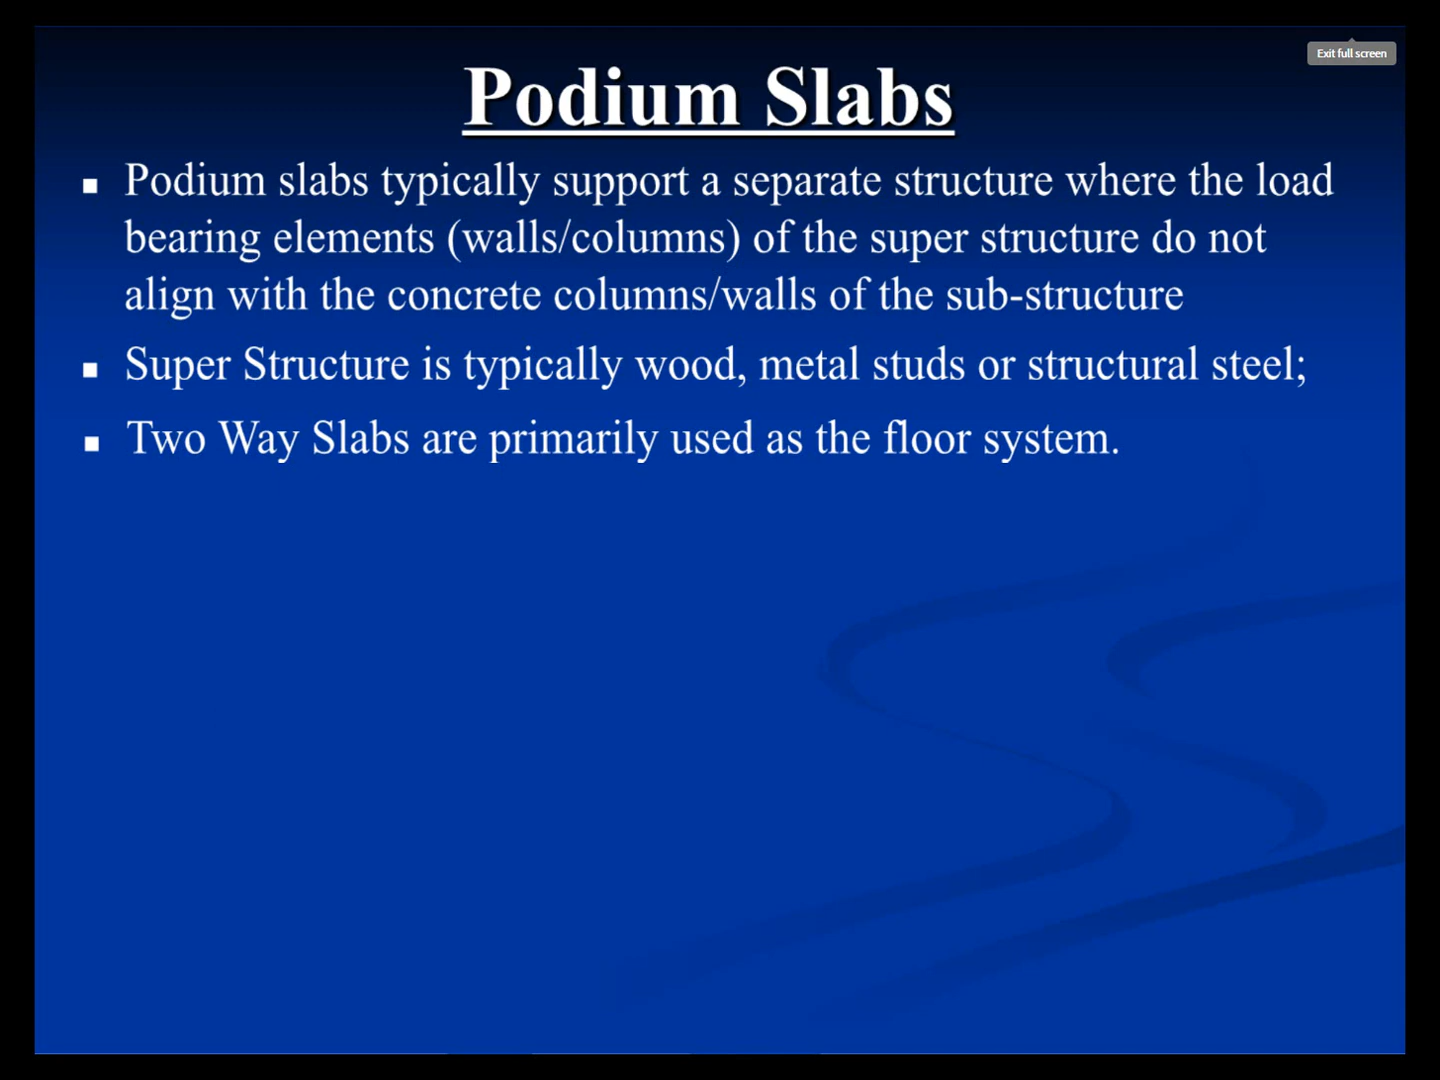 Exit full screen
Podium Slabs
▪ Podium slabs typically support a separate structure where the load
bearing elements (walls/columns) of the super structure do not
align with the concrete columns/walls of the sub-structure
▪ Super Structure is typically wood, metal studs or structural steel;
▪ Two Way Slabs are primarily used as the floor system.